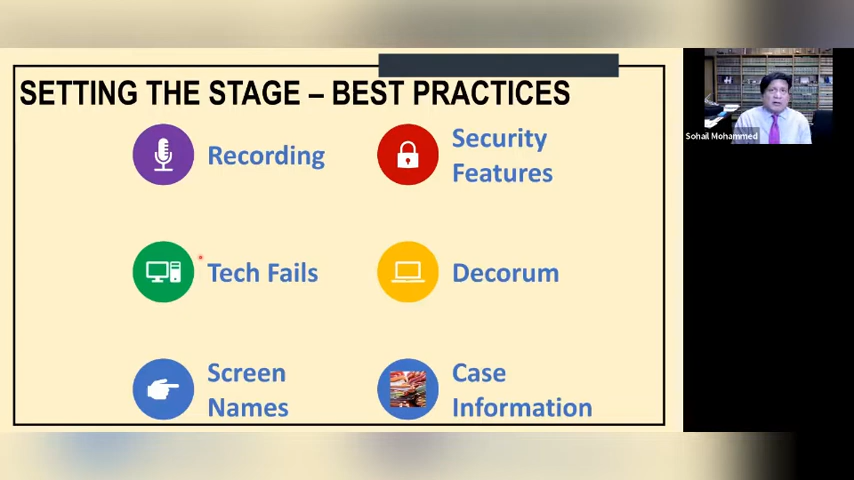 SETTING THE STAGE – BEST PRACTICES
Recording
Security
Features
Tech Fails
Decorum
Screen
Names
Case
Information
Sohail Mohammed